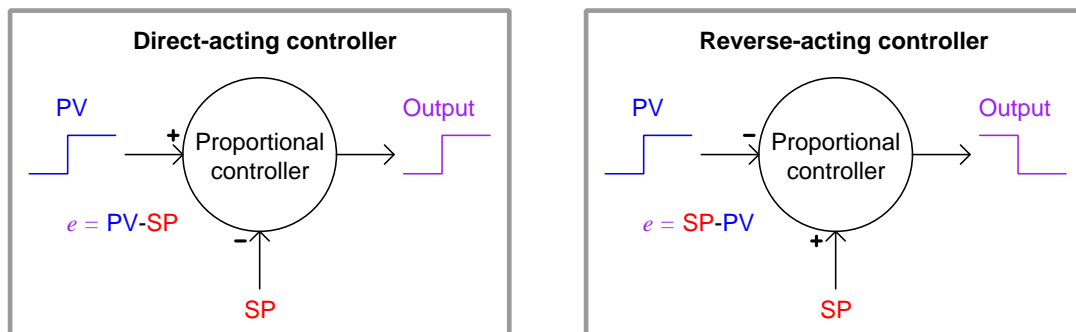 Direct-acting controller
PV
+
Proportional
controller
Output
e = PV-SP
–
SP
Reverse-acting controller
PV
–
Proportional
controller
Output
e = SP-PV
+
SP